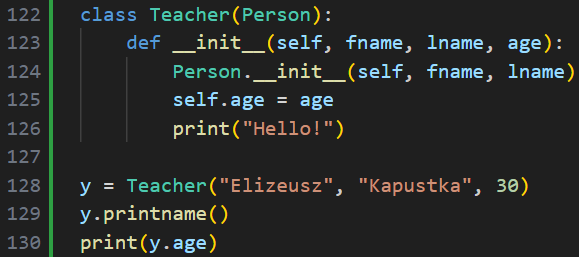 122 class Teacher(Person):
123     def __init__(self, fname, lname, age):
124         Person.__init__(self, fname, lname)
125         self.age = age
126         print("Hello!")
127
128 y = Teacher("Elizeusz", "Kapustka", 30)
129 y.printname()
130 print(y.age)